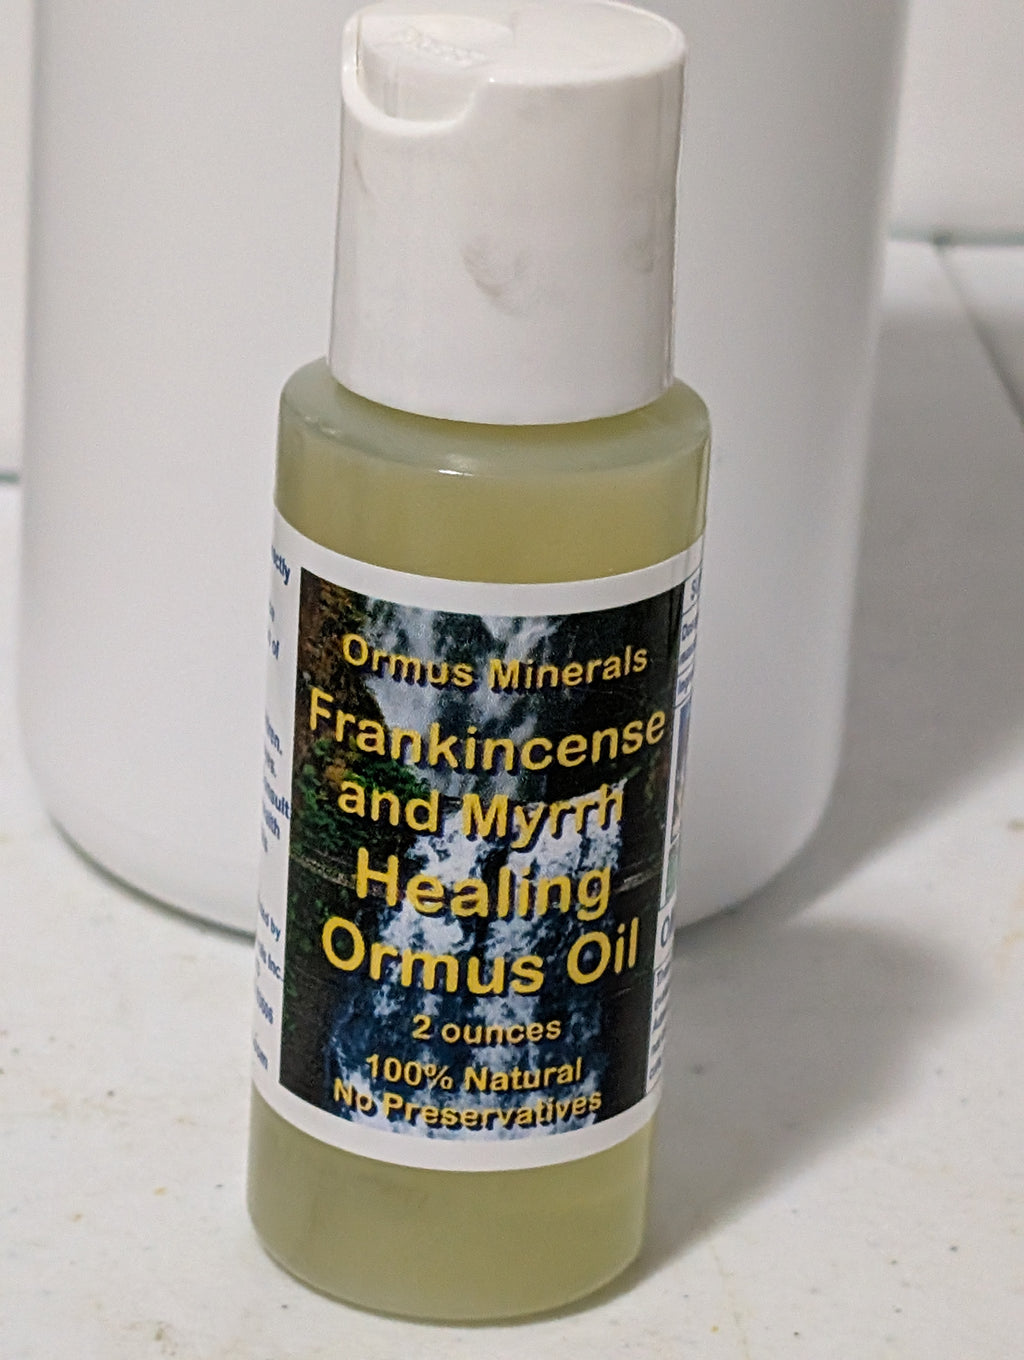 Ormus Minerals
Frankincense
and Myrrh
Healing
Ormus Oil
2 ounces
100% Natural
No Preservatives